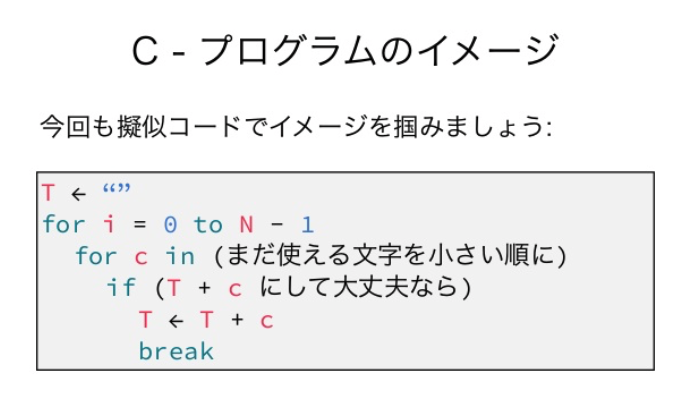 C - プログラムのイメージ
今回も擬似コードでイメージを掴みましょう:
T ← “”
for i = 0 to N - 1
for c in (まだ使える文字を小さい順に)
if (T + c にして大丈夫なら)
T ← T + c
break